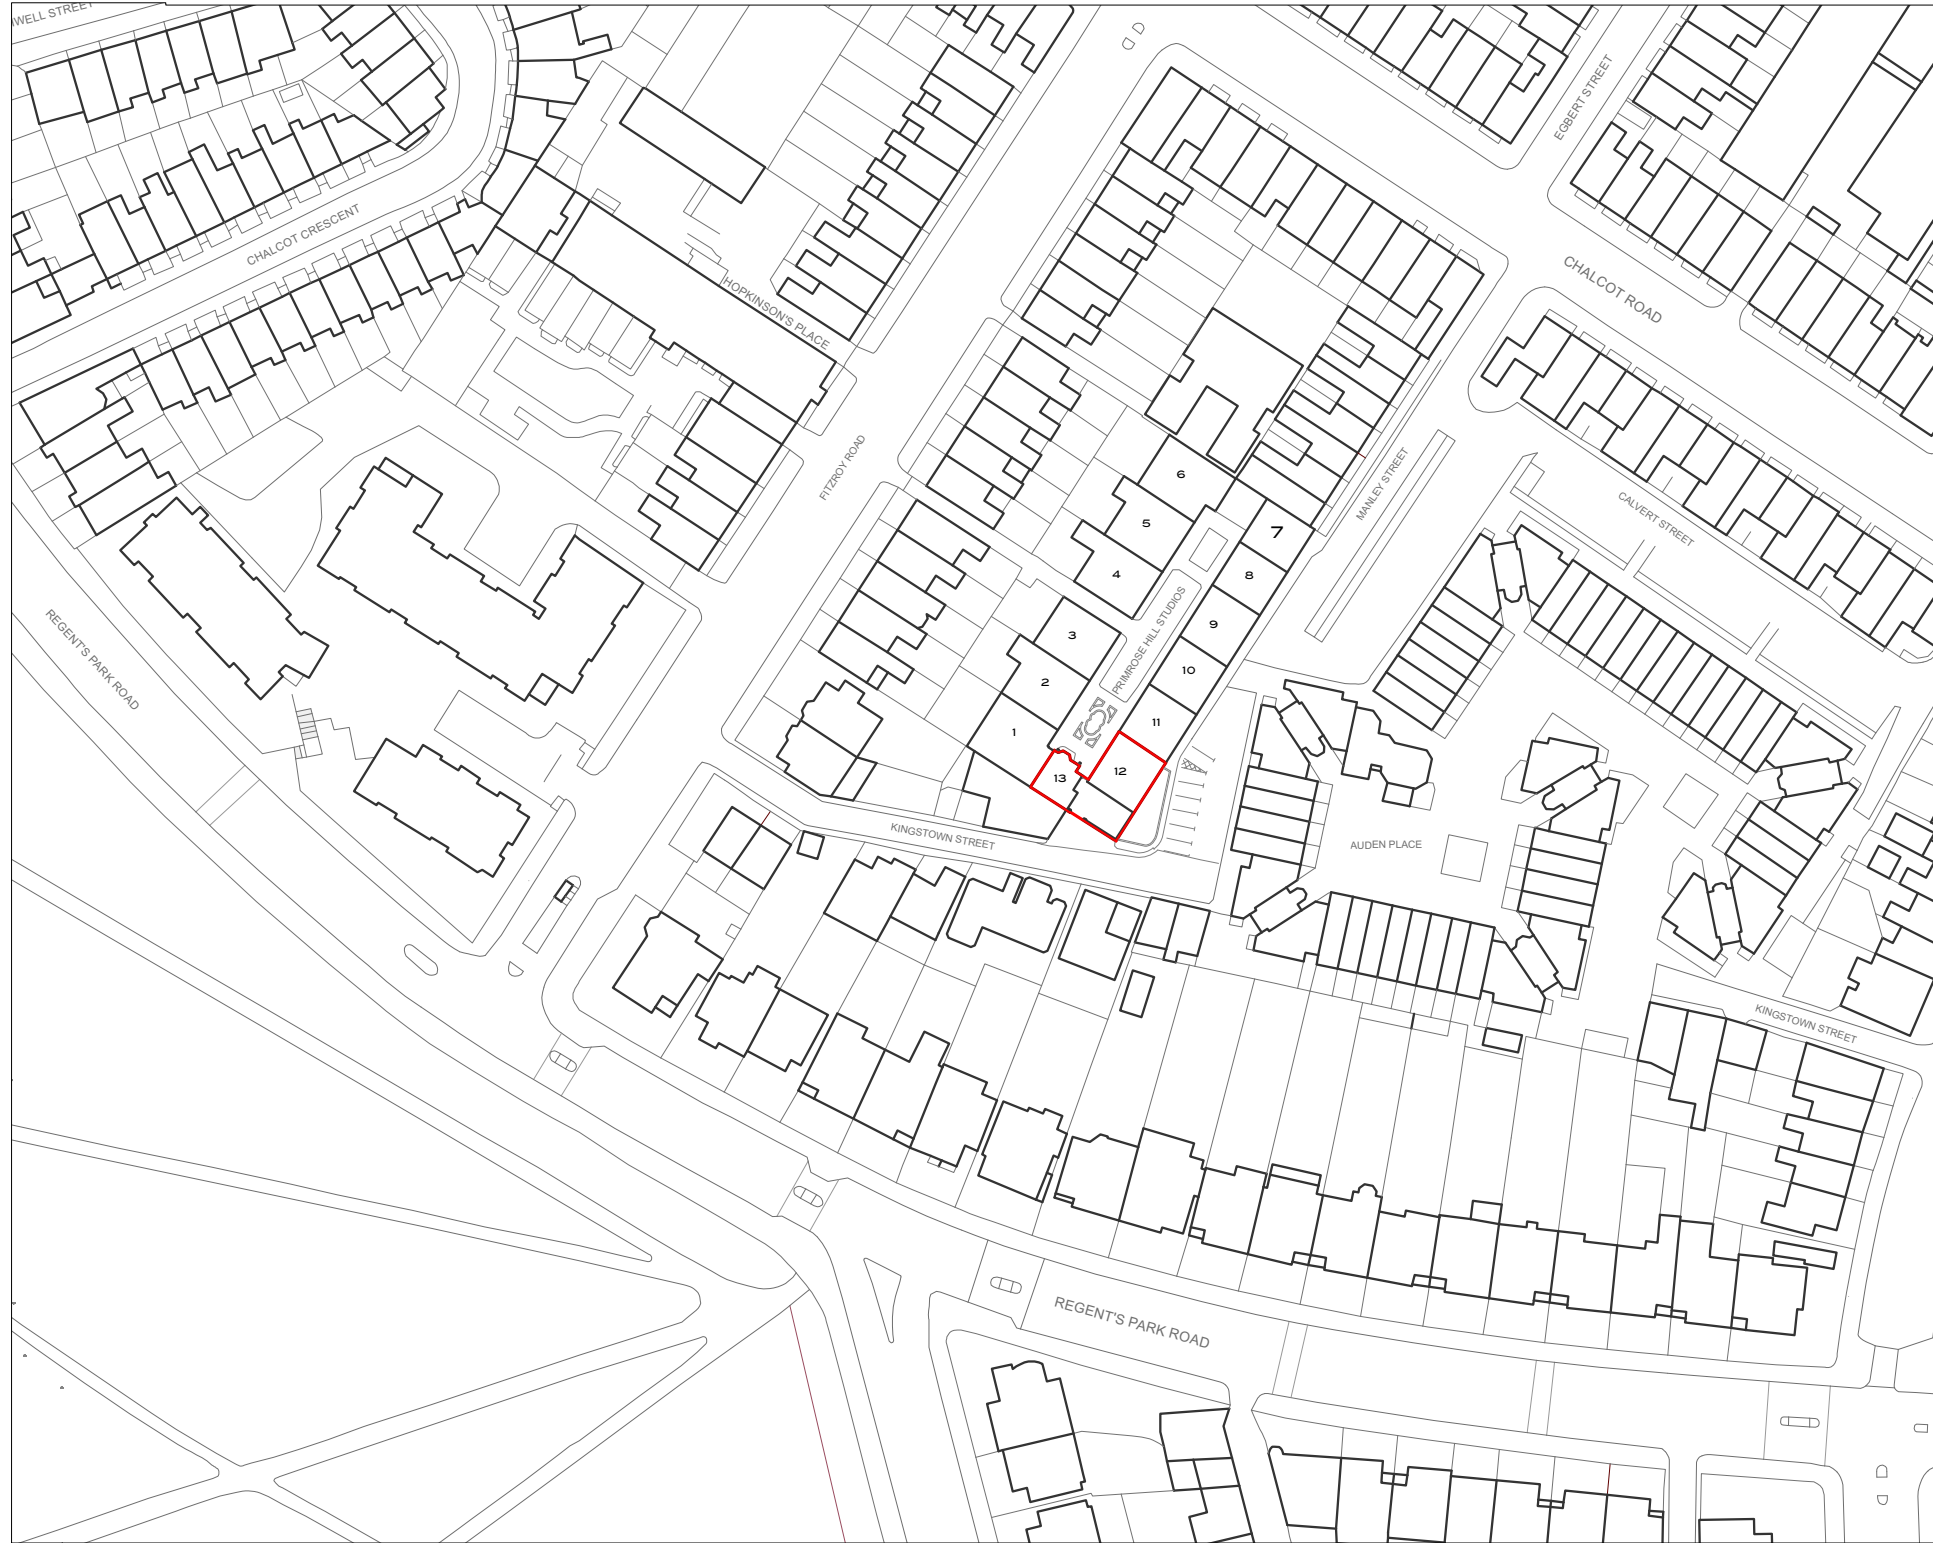 WELL STREET
EGBERT STREET
CHALCOT CRESCENT
CHALCOT ROAD
HOPKINSON'S PLACE
FITZROY ROAD
MANLEY STREET
CALVERT STREET
6
5
7
4
8
PRIMROSE HILL STUDIOS
3
9
2
10
1
11
13
12
REGENT'S PARK ROAD
KINGSTOWN STREET
AUDEN PLACE
KINGSTOWN STREET
REGENT'S PARK ROAD